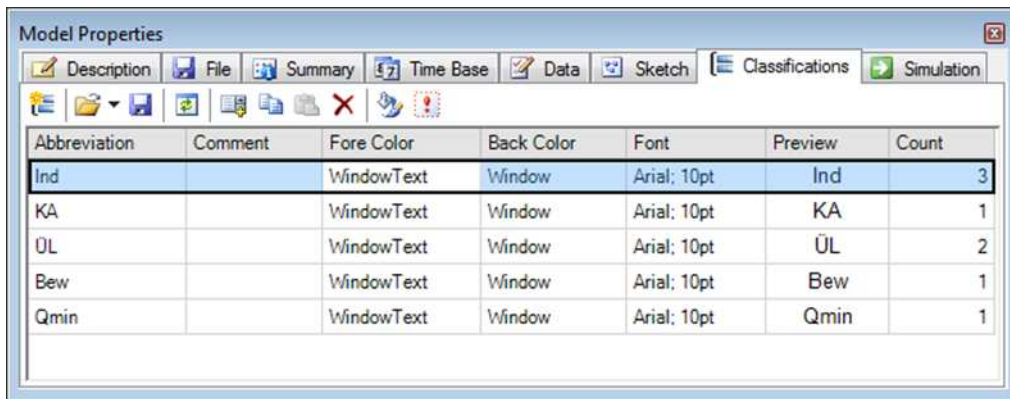 Model Properties
Description File Summary Time Base Data Sketch Classifications Simulation
Abbreviation Comment Fore Color Back Color Font Preview Count
Ind WindowText Window Arial; 10pt Ind 3
KA WindowText Window Arial; 10pt KA 1
ÜL WindowText Window Arial; 10pt ÜL 2
Bew WindowText Window Arial; 10pt Bew 1
Qmin WindowText Window Arial; 10pt Qmin 1